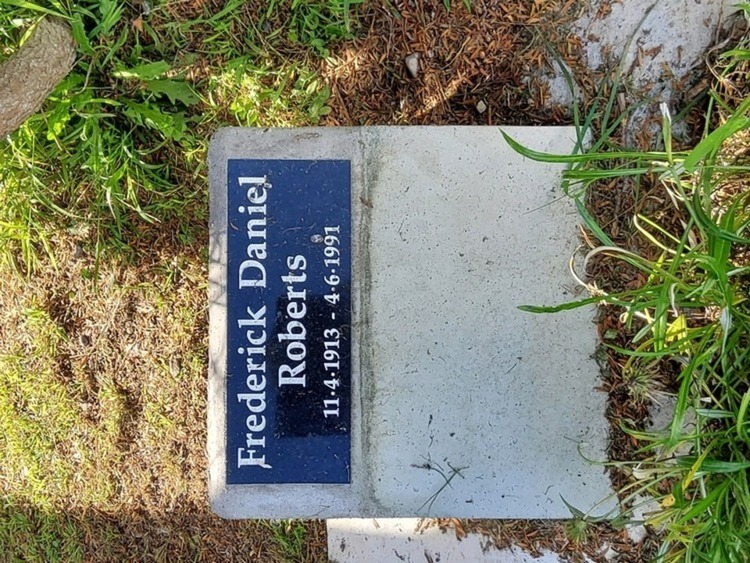 Frederick Daniel
Roberts
11·4·1913 - 4·6·1991